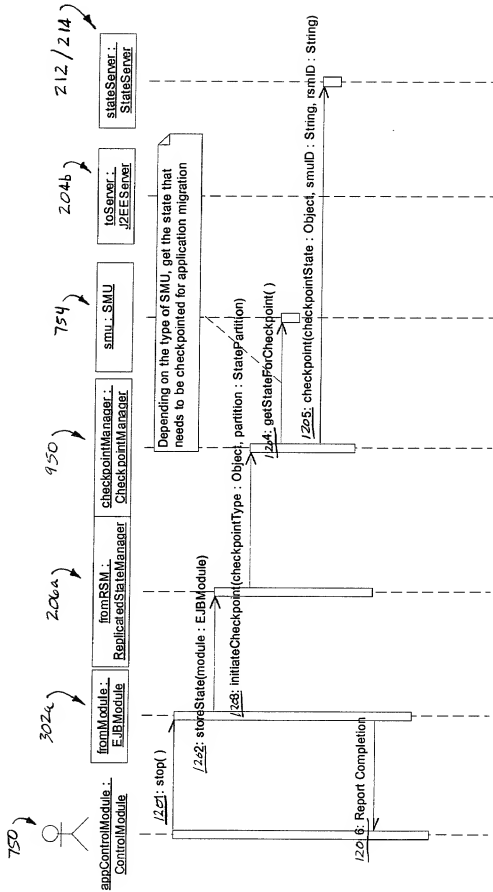 750
302a
206a
950
754
204b
212/214
appControlModule :
ControlModule
fromModule :
EJBModule
fromRSM :
ReplicatedStateManager
checkpointManager :
CheckpointManager
smu : SMU
toServer :
J2EEServer
stateServer :
StateServer
Depending on the type of SMU, get the state that
needs to be checkpointed for application migration
1201: stop( )
1202: storeState(module : EJBModule)
1203: initiateCheckpoint(checkpointType : Object, partition : StatePartition)
1204: getStateForCheckpoint( )
1205: checkpoint(checkpointState : Object, smuID : String, rsmID : String)
1206: Report Completion